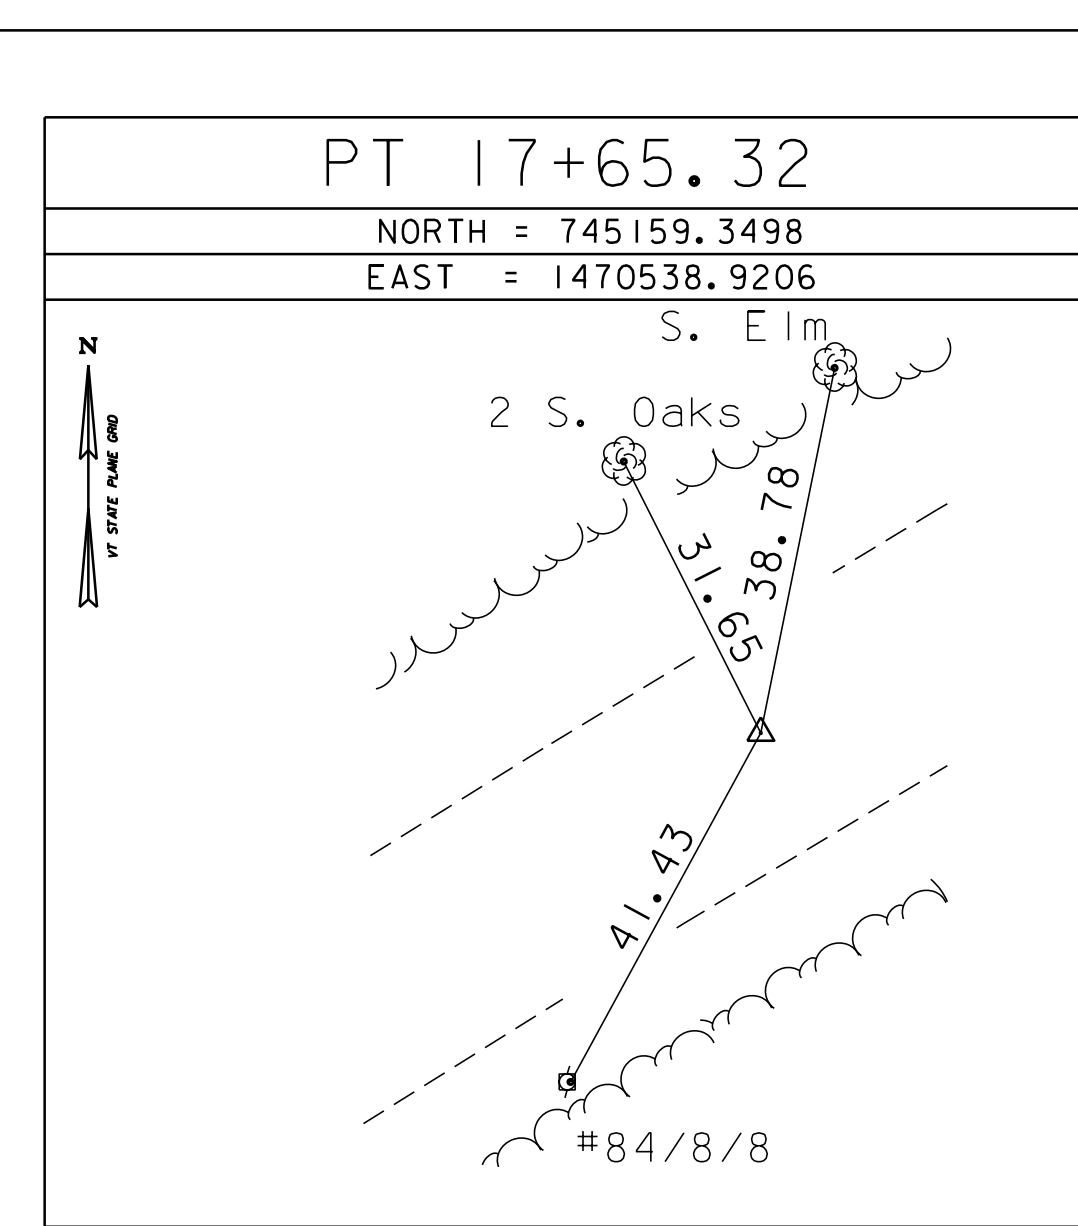 PT 17+65.32
NORTH = 745159.3498
EAST = 1470538.9206
S. Elm
N
2 S. Oaks
VT STATE PLANE GRID
38.78
31.65
41.43
#84/8/8